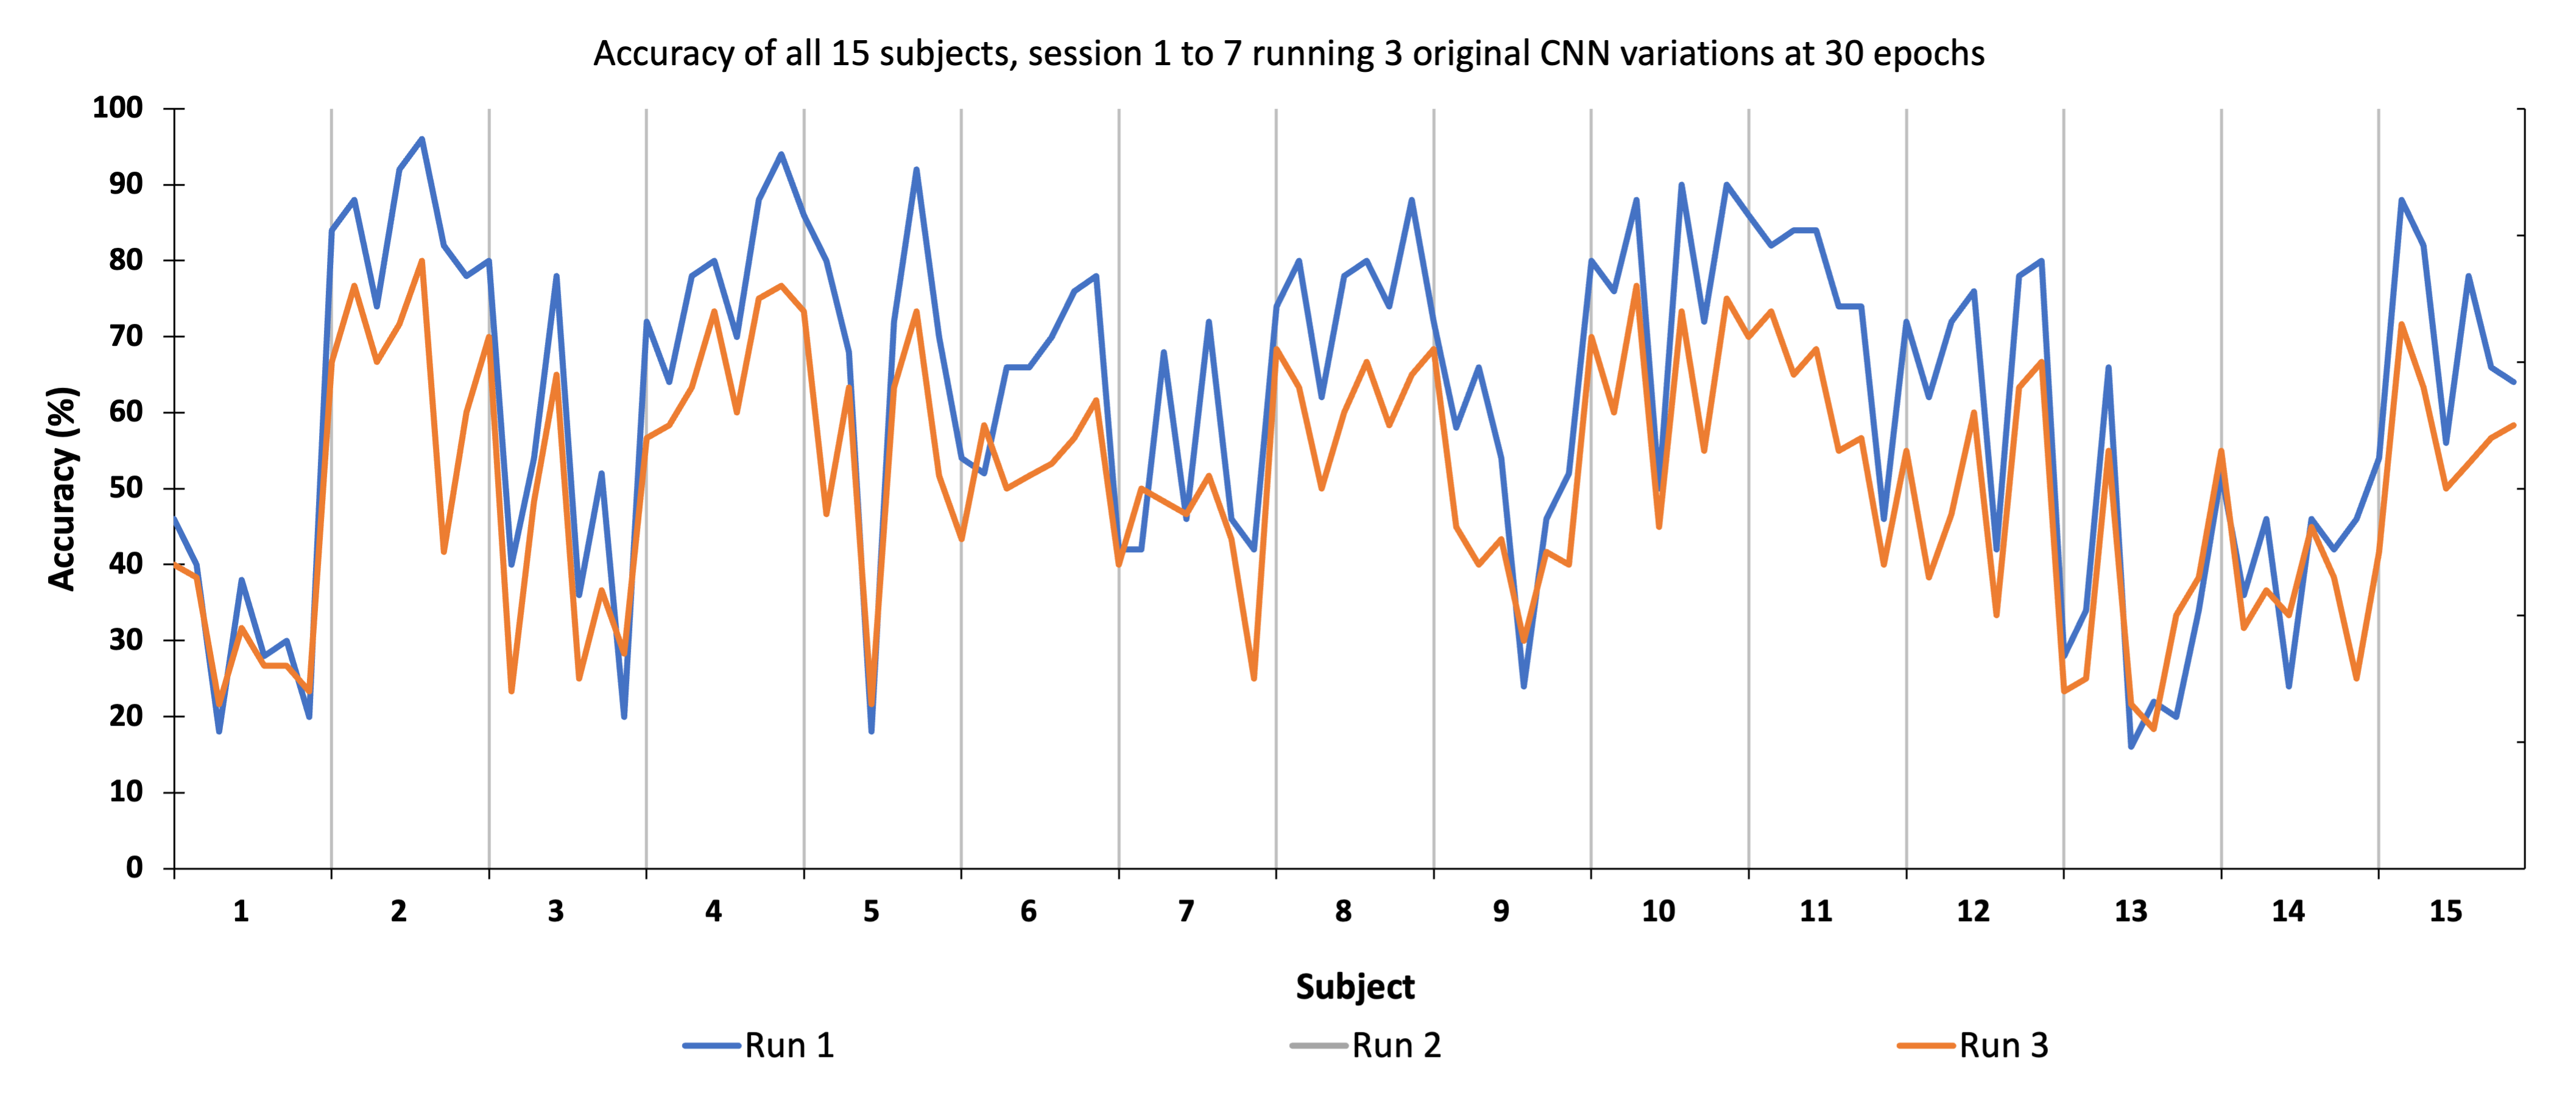 Accuracy of all 15 subjects, session 1 to 7 running 3 original CNN variations at 30 epochs
100
90
80
70
60
50
40
30
20
10
0
Accuracy (%)
1 2 3 4 5 6 7 8 9 10 11 12 13 14 15
Subject
Run 1 Run 2 Run 3